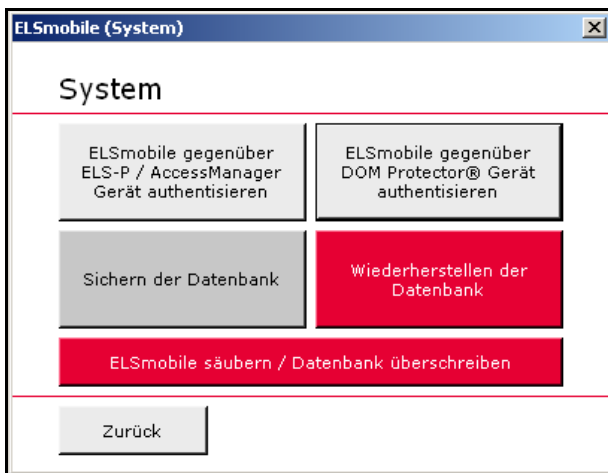 ELSmobile (System)
System
ELSmobile gegenüber
ELS-P / AccessManager
Gerät authentisieren
ELSmobile gegenüber
DOM Protector® Gerät
authentisieren
Sichern der Datenbank
Wiederherstellen der
Datenbank
ELSmobile säubern / Datenbank überschreiben
Zurück